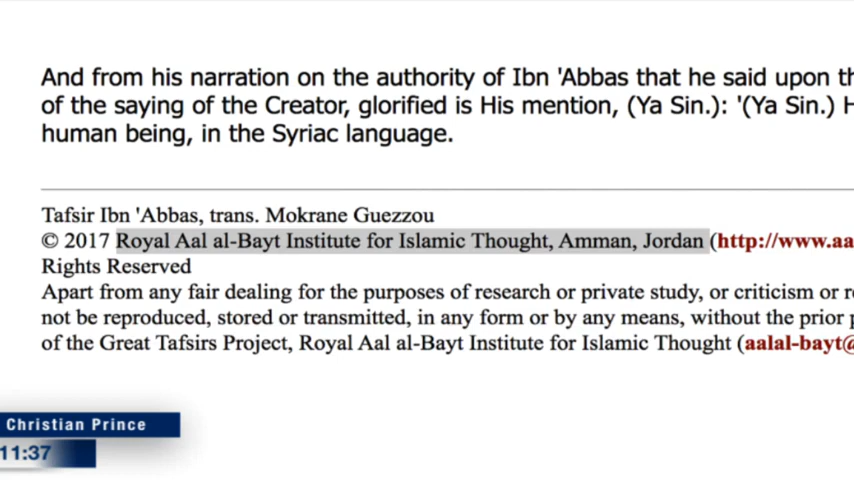 And from his narration on the authority of Ibn 'Abbas that he said upon
of the saying of the Creator, glorified is His mention, (Ya Sin.): '(Ya Sin.)
human being, in the Syriac language.
Tafsir Ibn 'Abbas, trans. Mokrane Guezzou
© 2017 Royal Aal al-Bayt Institute for Islamic Thought, Amman, Jordan (http://www.aa
Rights Reserved
Apart from any fair dealing for the purposes of research or private study, or criticism or
not be reproduced, stored or transmitted, in any form or by any means, without the prior
of the Great Tafsirs Project, Royal Aal al-Bayt Institute for Islamic Thought (aalal-bayt@
Christian Prince
11:37